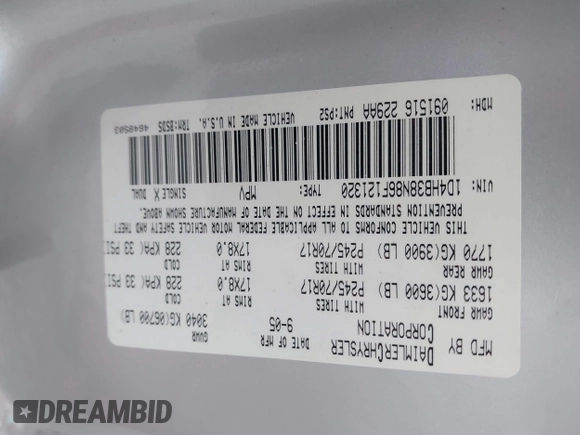 MFD BY DAIMLERCHRYSLER CORPORATION
DATE OF MFR 9-05
GVWR 3040 KG(06700 LB)
GAWR FRONT WITH TIRES RIMS AT COLD
1633 KG(3600 LB) P245/70R17 17X8.0 228 KPA( 33 PSI)
GAWR REAR WITH TIRES RIMS AT COLD
1770 KG(3900 LB) P245/70R17 17X8.0 228 KPA( 33 PSI
THIS VEHICLE CONFORMS TO ALL APPLICABLE FEDERAL MOTOR VEHICLE SAFETY AND THEFT
PREVENTION STANDARDS IN EFFECT ON THE DATE OF MANUFACTURE SHOWN ABOVE.
VIN: 1D4HB38N86F121320 TYPE: MPV SINGLE X DUAL
MDH: 091516 229AA PNT:PS2 VEHICLE MADE IN U.S.A. TRM:B5D5 4648503
DREAMBID